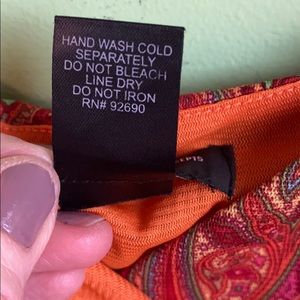 HAND WASH COLD
SEPARATELY
DO NOT BLEACH
LINE DRY
DO NOT IRON
RN# 92690